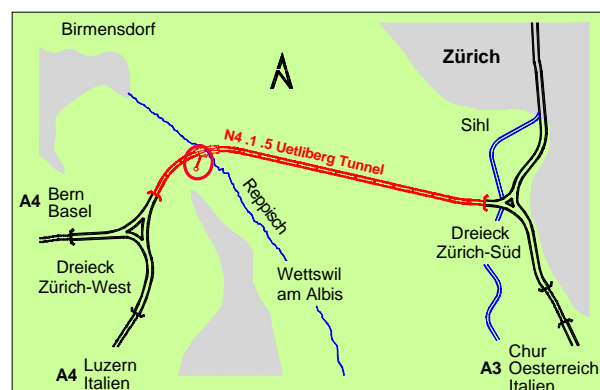 Birmensdorf
Zürich
N4 .1 .5 Uetliberg Tunnel
Sihl
Reppisch
A4 Bern
Basel
Dreieck
Zürich-West
Dreieck
Zürich-Süd
Wettswil
am Albis
A4 Luzern
Italien
A3 Chur
Oesterreich
Italien